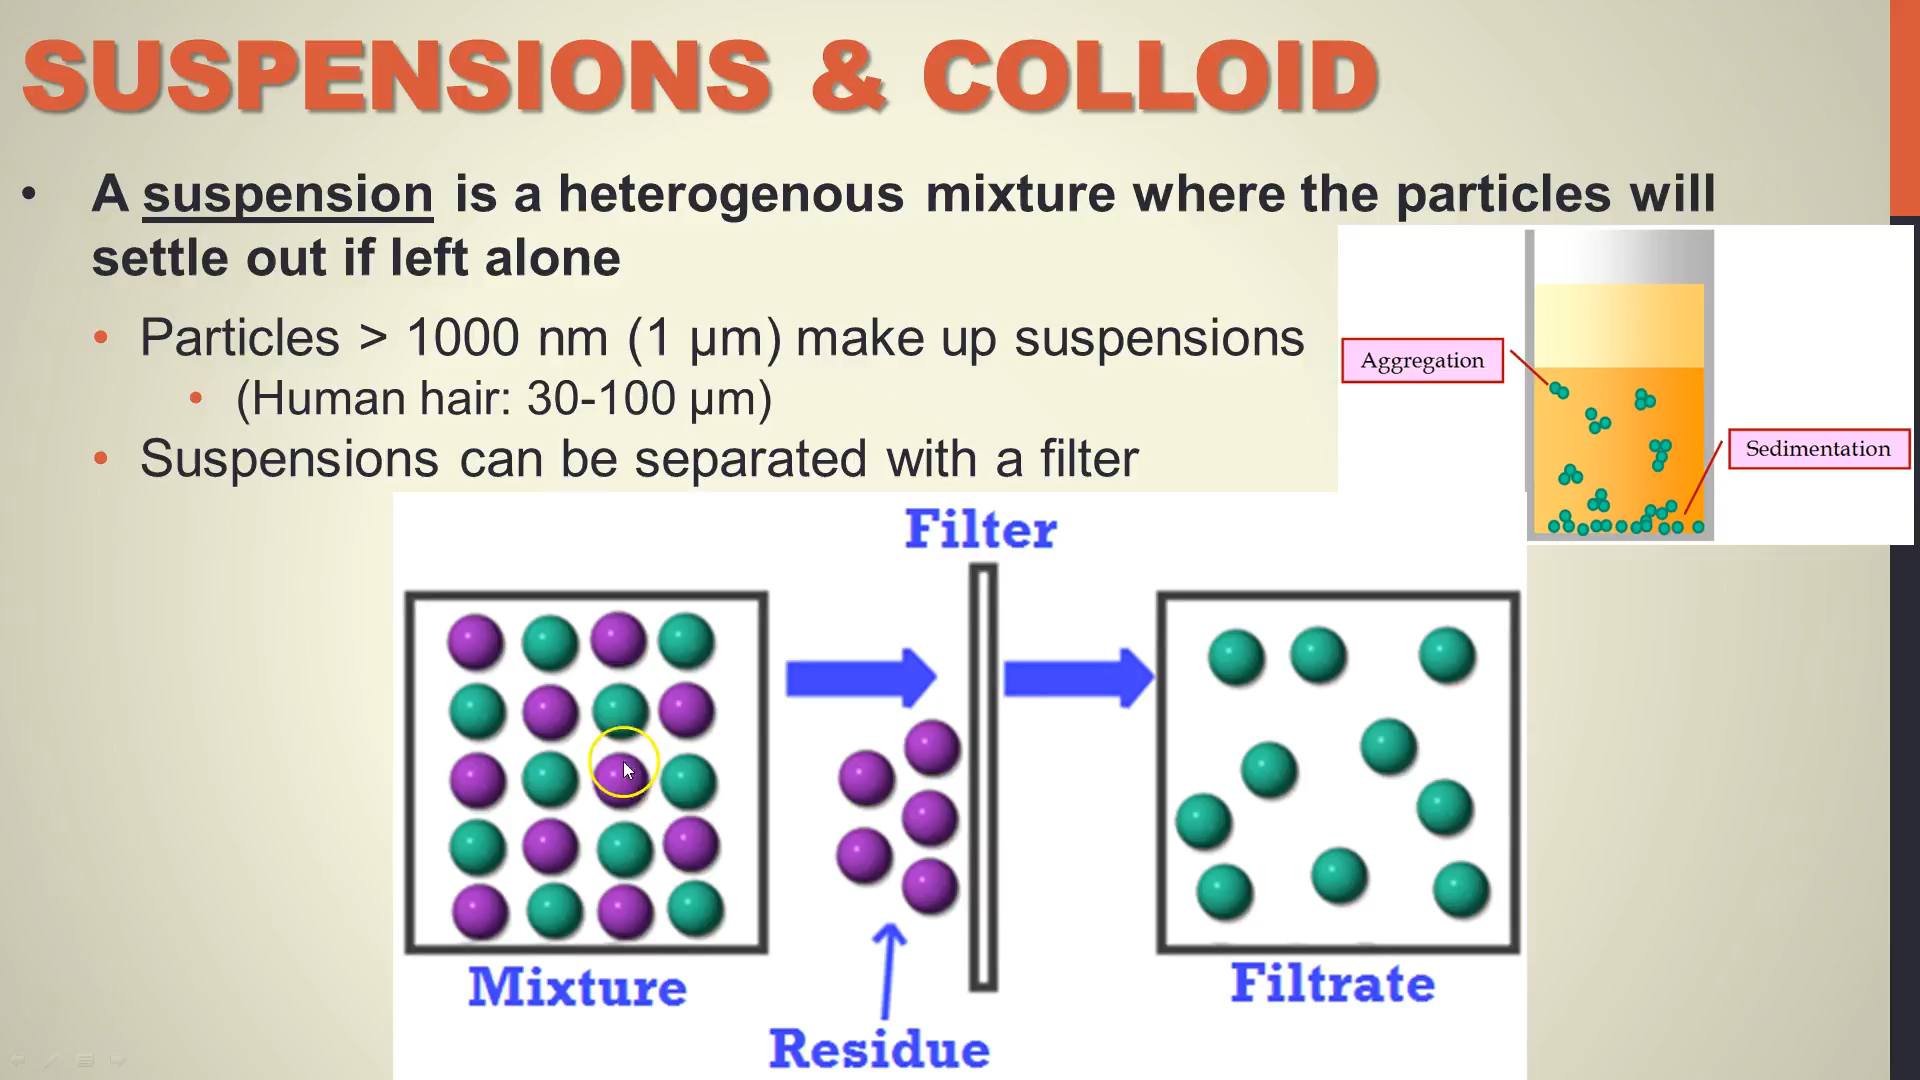 SUSPENSIONS & COLLOID
• A suspension is a heterogenous mixture where the particles will
settle out if left alone
• Particles > 1000 nm (1 µm) make up suspensions
• (Human hair: 30-100 µm)
• Suspensions can be separated with a filter
Aggregation
Sedimentation
Filter
Mixture
Residue
Filtrate